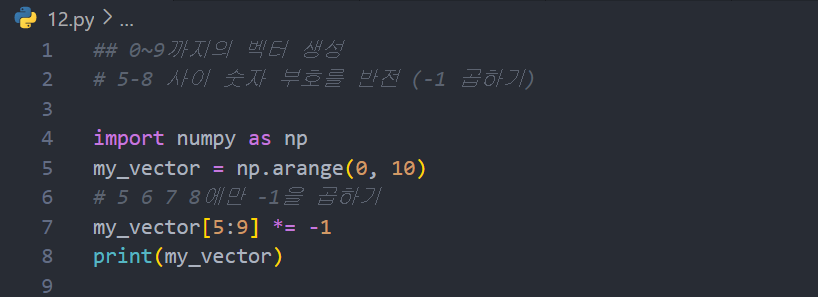 12.py > ...
1 ## 0~9까지의 벡터 생성
2 # 5-8 사이 숫자 부호를 반전 (-1 곱하기)
3
4 import numpy as np
5 my_vector = np.arange(0, 10)
6 # 5 6 7 8에만 -1을 곱하기
7 my_vector[5:9] *= -1
8 print(my_vector)
9